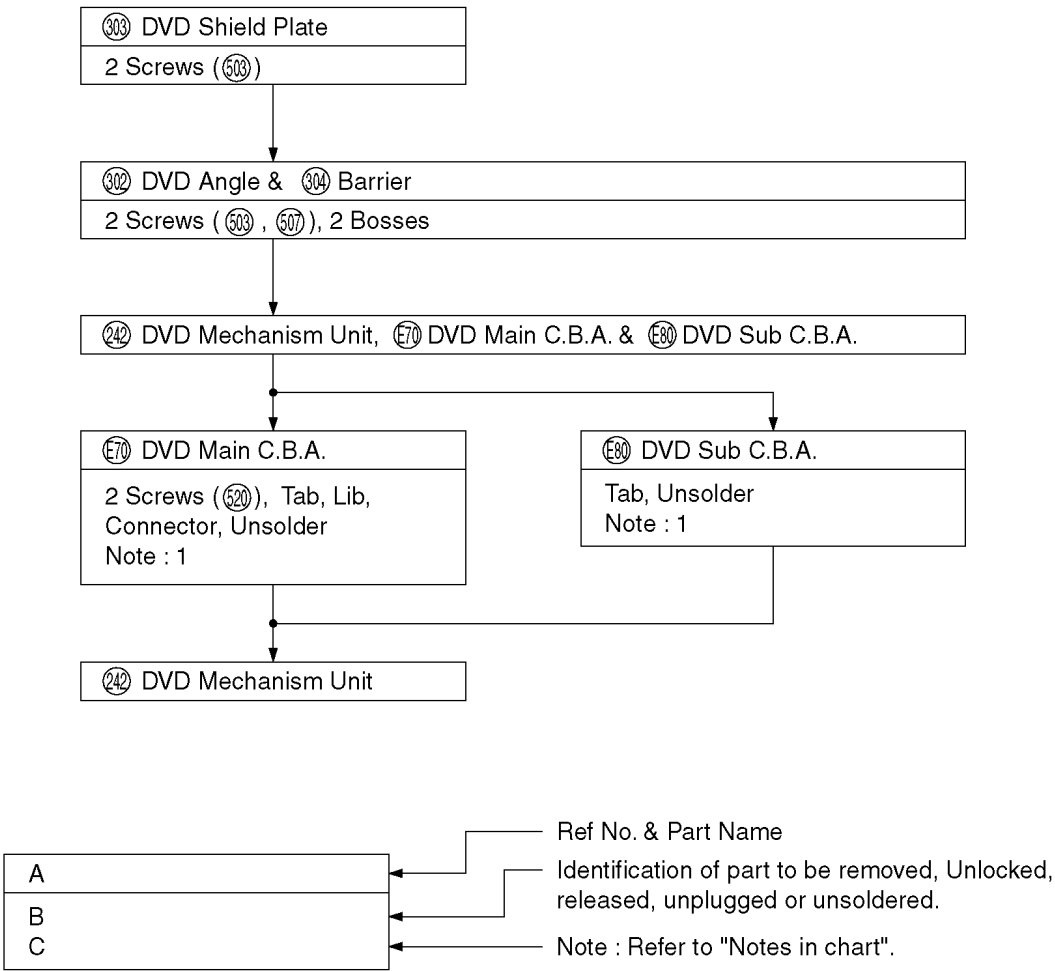 303 DVD Shield Plate
2 Screws (503)
302 DVD Angle & 304 Barrier
2 Screws (503, 507), 2 Bosses
242 DVD Mechanism Unit, E70 DVD Main C.B.A. & E80 DVD Sub C.B.A.
E70 DVD Main C.B.A.
2 Screws (520), Tab, Lib,
Connector, Unsolder
Note : 1
E80 DVD Sub C.B.A.
Tab, Unsolder
Note : 1
242 DVD Mechanism Unit
A
B
C
Ref No. & Part Name
Identification of part to be removed, Unlocked,
released, unplugged or unsoldered.
Note : Refer to "Notes in chart".